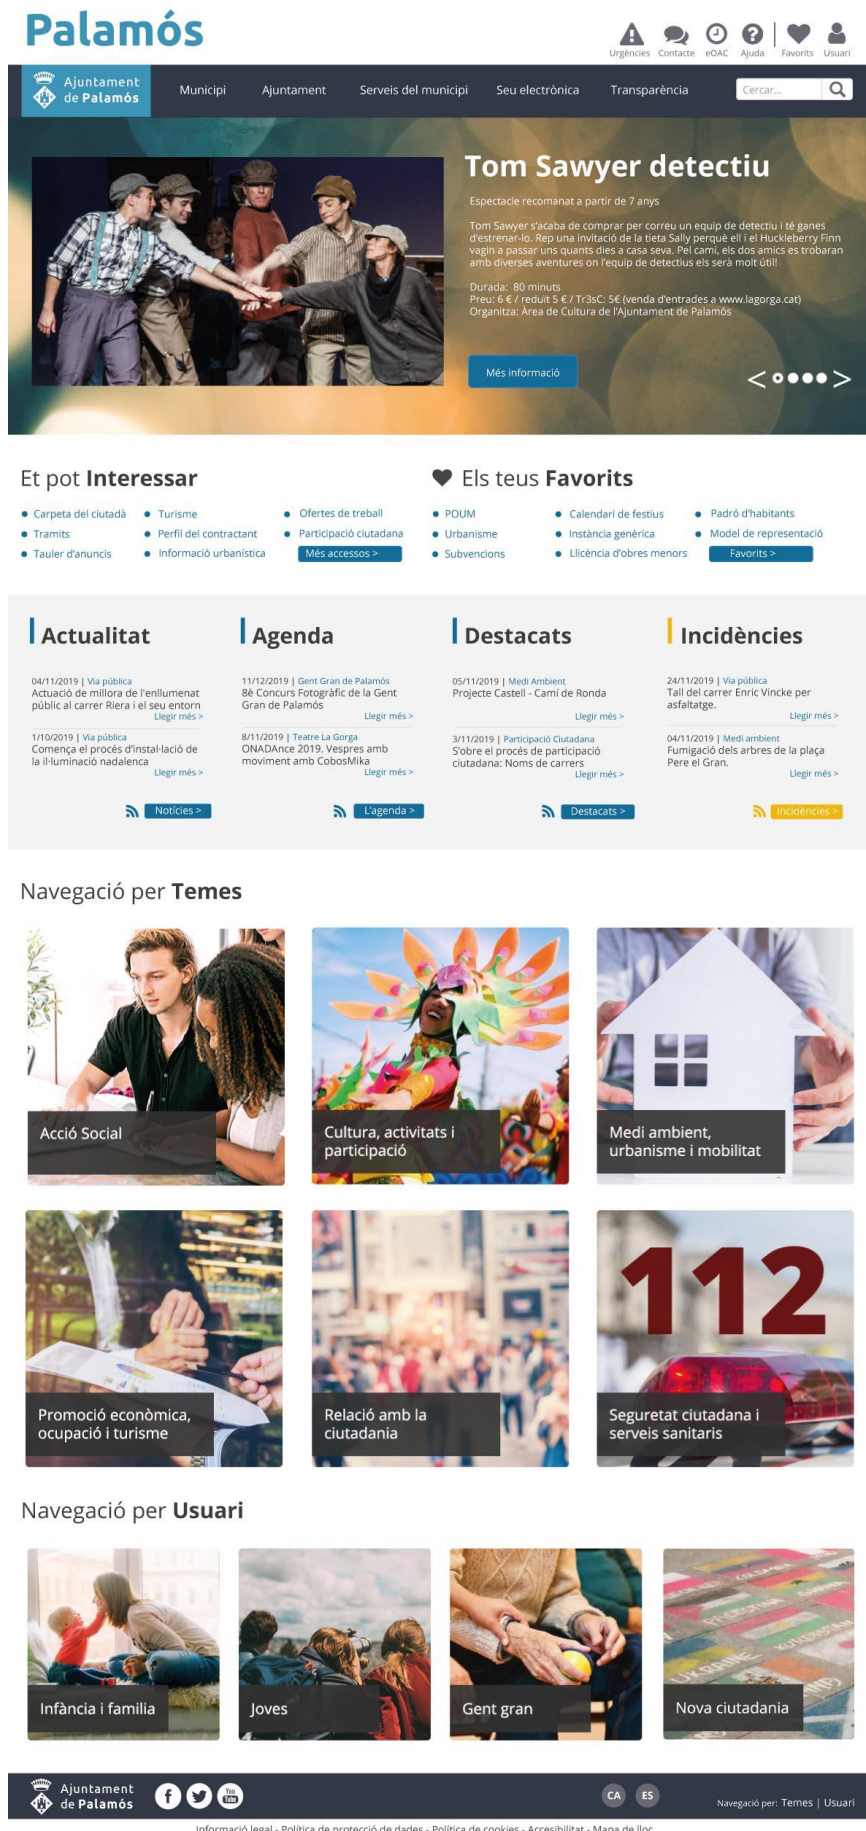 Palamós
Urgències Contacte eOAC Ajuda Favorits Usuari
Ajuntament
de Palamós
Municipi Ajuntament Serveis del municipi Seu electrònica Transparència Cercar...
Tom Sawyer detectiu
Espectacle recomanat a partir de 7 anys
Tom Sawyer s'acaba de comprar per correu un equip de detectiu i té ganes
d'estrenar-lo. Rep una invitació de la tieta Sally perquè ell i el Huckleberry Finn
vagin a passar uns quants dies a casa seva. Pel camí, els dos amics es trobaran
amb diverses aventures on l'equip de detectius els serà molt útil!
Durada: 80 minuts
Preu: 6 € / reduït 5 € / Tr3sC: 5€ (venda d'entrades a www.lagorga.cat)
Organitza: Àrea de Cultura de l'Ajuntament de Palamós
Més informació
< >
Et pot Interessar
Carpeta del ciutadà
Tramits
Tauler d'anuncis
Turisme
Perfil del contractant
Informació urbanística
Ofertes de treball
Participació ciutadana
Més accessos >
Els teus Favorits
POUM
Urbanisme
Subvencions
Calendari de festius
Instància genèrica
Llicència d'obres menors
Padró d'habitants
Model de representació
Favorits >
Actualitat
04/11/2019 | Via pública
Actuació de millora de l'enllumenat
públic al carrer Riera i el seu entorn
Llegir més >
1/10/2019 | Via pública
Comença el procés d'instal·lació de
la il·luminació nadalenca
Llegir més >
Notícies >
Agenda
11/12/2019 | Gent Gran de Palamós
8è Concurs Fotogràfic de la Gent
Gran de Palamós
Llegir més >
8/11/2019 | Teatre La Gorga
ONADAnce 2019. Vespres amb
moviment amb CobosMika
Llegir més >
L'agenda >
Destacats
05/11/2019 | Medi Ambient
Projecte Castell - Camí de Ronda
Llegir més >
3/11/2019 | Participació Ciutadana
S'obre el procés de participació
ciutadana: Noms de carrers
Llegir més >
Destacats >
Incidències
24/11/2019 | Via pública
Tall del carrer Enric Vincke per
asfaltatge.
Llegir més >
04/11/2019 | Medi ambient
Fumigació dels arbres de la plaça
Pere el Gran.
Llegir més >
Incidències >
Navegació per Temes
Acció Social
Cultura, activitats i
participació
Medi ambient,
urbanisme i mobilitat
Promoció econòmica,
ocupació i turisme
Relació amb la
ciutadania
112
Seguretat ciutadana i
serveis sanitaris
Navegació per Usuari
Infància i familia
Joves
Gent gran
Nova ciutadania
Ajuntament
de Palamós
f
You
Tube
CA ES
Navegació per: Temes | Usuari
Informació legal - Política de protecció de dades - Política de cookies - Accesibilitat - Mapa de lloc